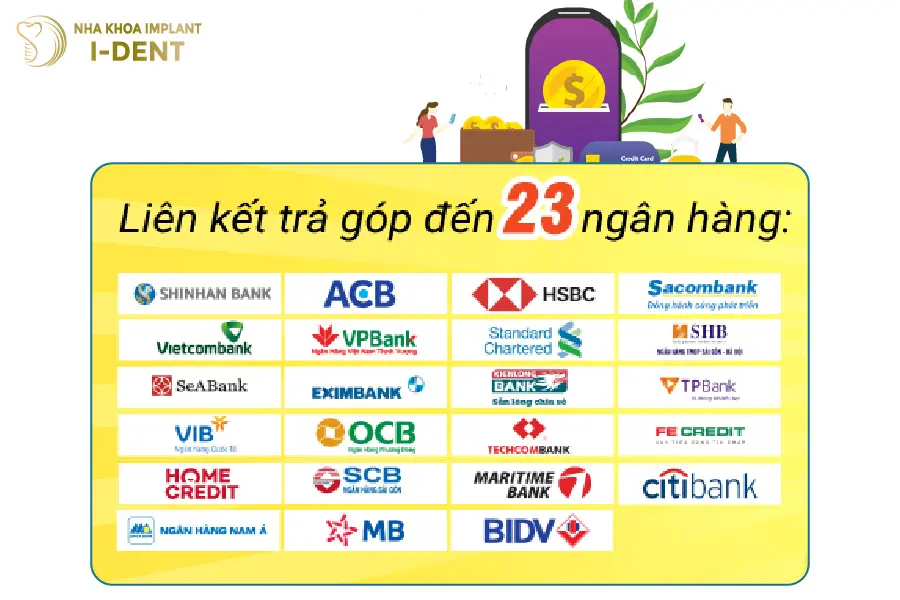 NHA KHOA IMPLANT
I-DENT
Credit Card
Liên kết trả góp đến 23 ngân hàng:
SHINHAN BANK
ACB
HSBC
Sacombank
Đồng hành cùng phát triển
Vietcombank
VPBank
Ngân Hàng Việt Nam Thịnh Vượng
Standard
Chartered
SHB
NGÂN HÀNG TMCP SÀI GÒN - HÀ NỘI
SeABank
EXIMBANK
KIENLONG
BANK
Sẵn lòng chia sẻ
TPBank
VIB
Ngân hàng Quốc Tế
OCB
Ngân Hàng Phương Đông
TECHCOMBANK
FE CREDIT
HOME
CREDIT
SCB
NGÂN HÀNG SÀI GÒN
MARITIME
BANK
citibank
NGÂN HÀNG NAM Á
MB
BIDV